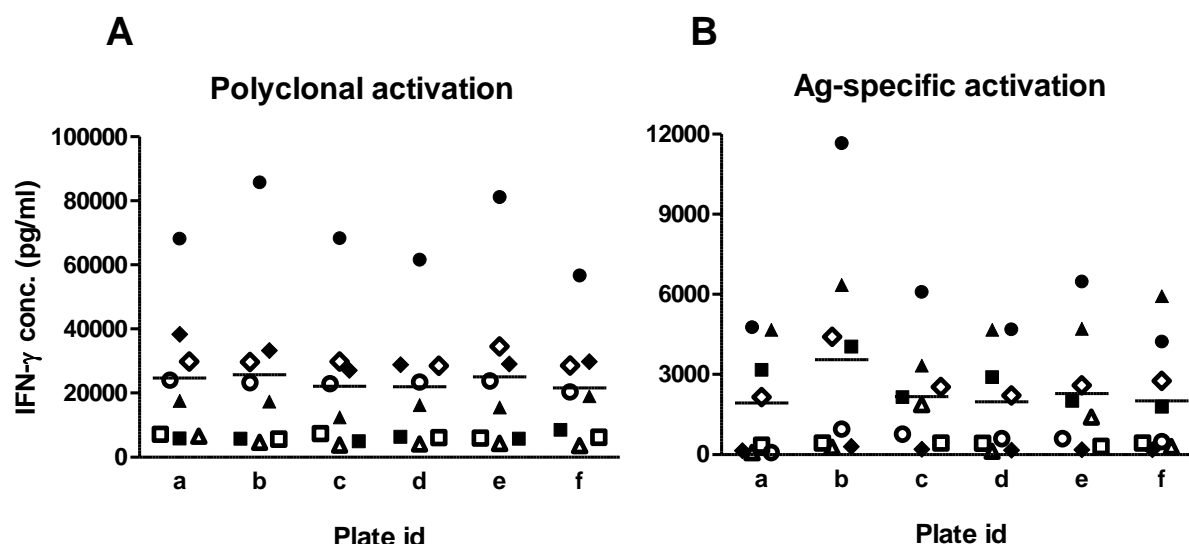 A
Polyclonal activation
IFN-γ conc. (pg/ml)
100000
80000
60000
40000
20000
0
a b c d e f
Plate id
B
Ag-specific activation
12000
9000
6000
3000
0
a b c d e f
Plate id